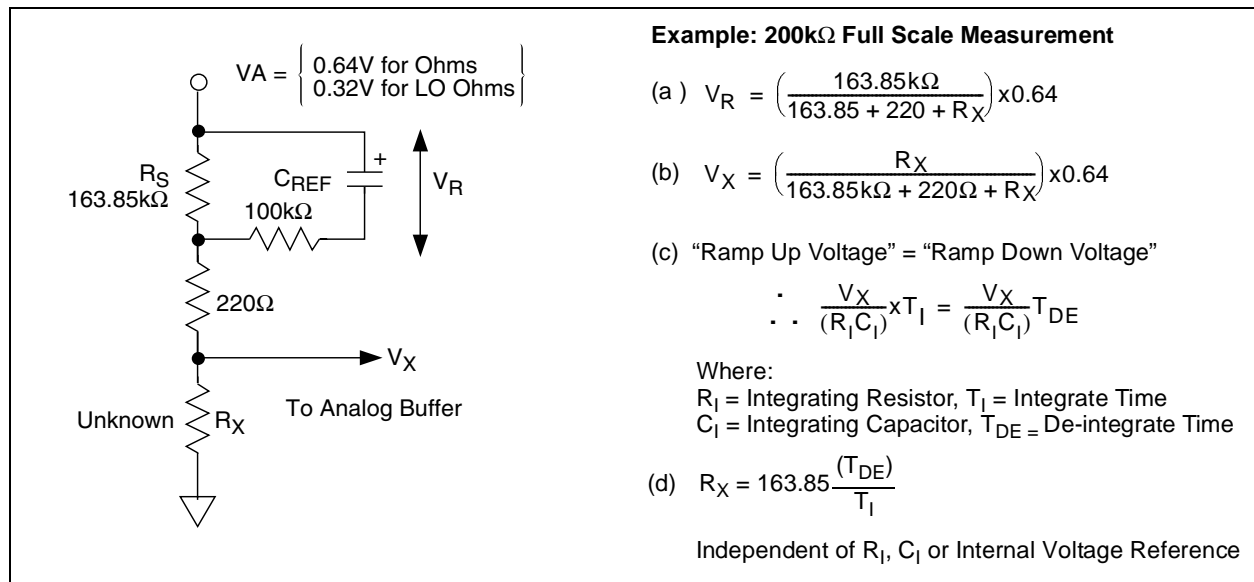 VA = { 0.64V for Ohms
0.32V for LO Ohms }
R_S
163.85kΩ
C_REF
+
100kΩ
V_R
220Ω
V_X
To Analog Buffer
Unknown
R_X
Example: 200kΩ Full Scale Measurement
(a ) V_R = (163.85kΩ / 163.85 + 220 + R_X) x0.64
(b) V_X = (R_X / 163.85kΩ + 220Ω + R_X) x0.64
(c) “Ramp Up Voltage” = “Ramp Down Voltage”
∴ V_X / (R_I C_I) xT_I = V_X / (R_I C_I) T_DE
Where:
R_I = Integrating Resistor, T_I = Integrate Time
C_I = Integrating Capacitor, T_DE = De-integrate Time
(d) R_X = 163.85 (T_DE) / T_I
Independent of R_I, C_I or Internal Voltage Reference